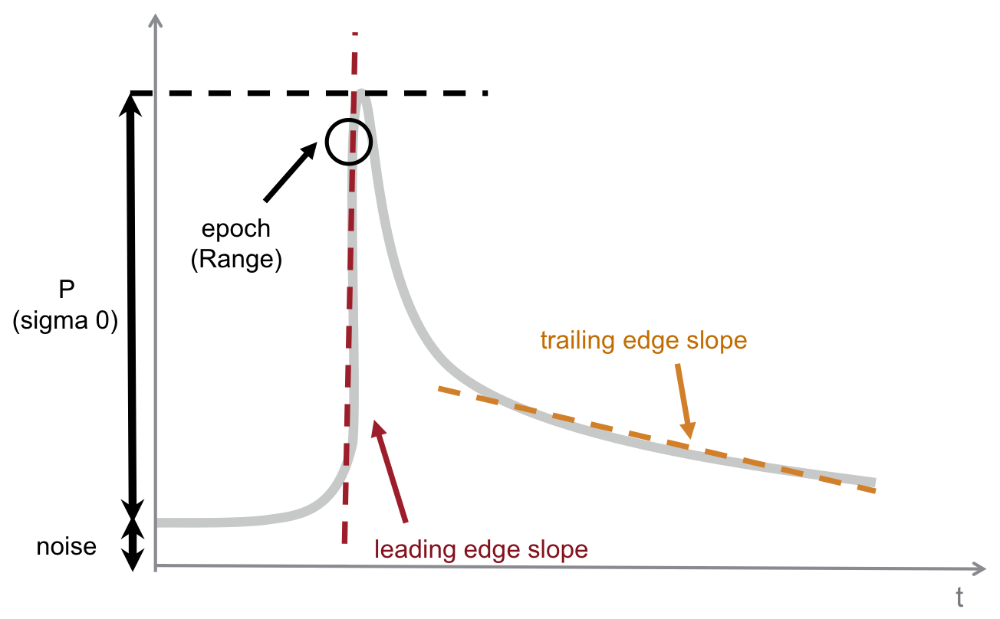 epoch
(Range)
P
(sigma 0)
trailing edge slope
noise
leading edge slope
t